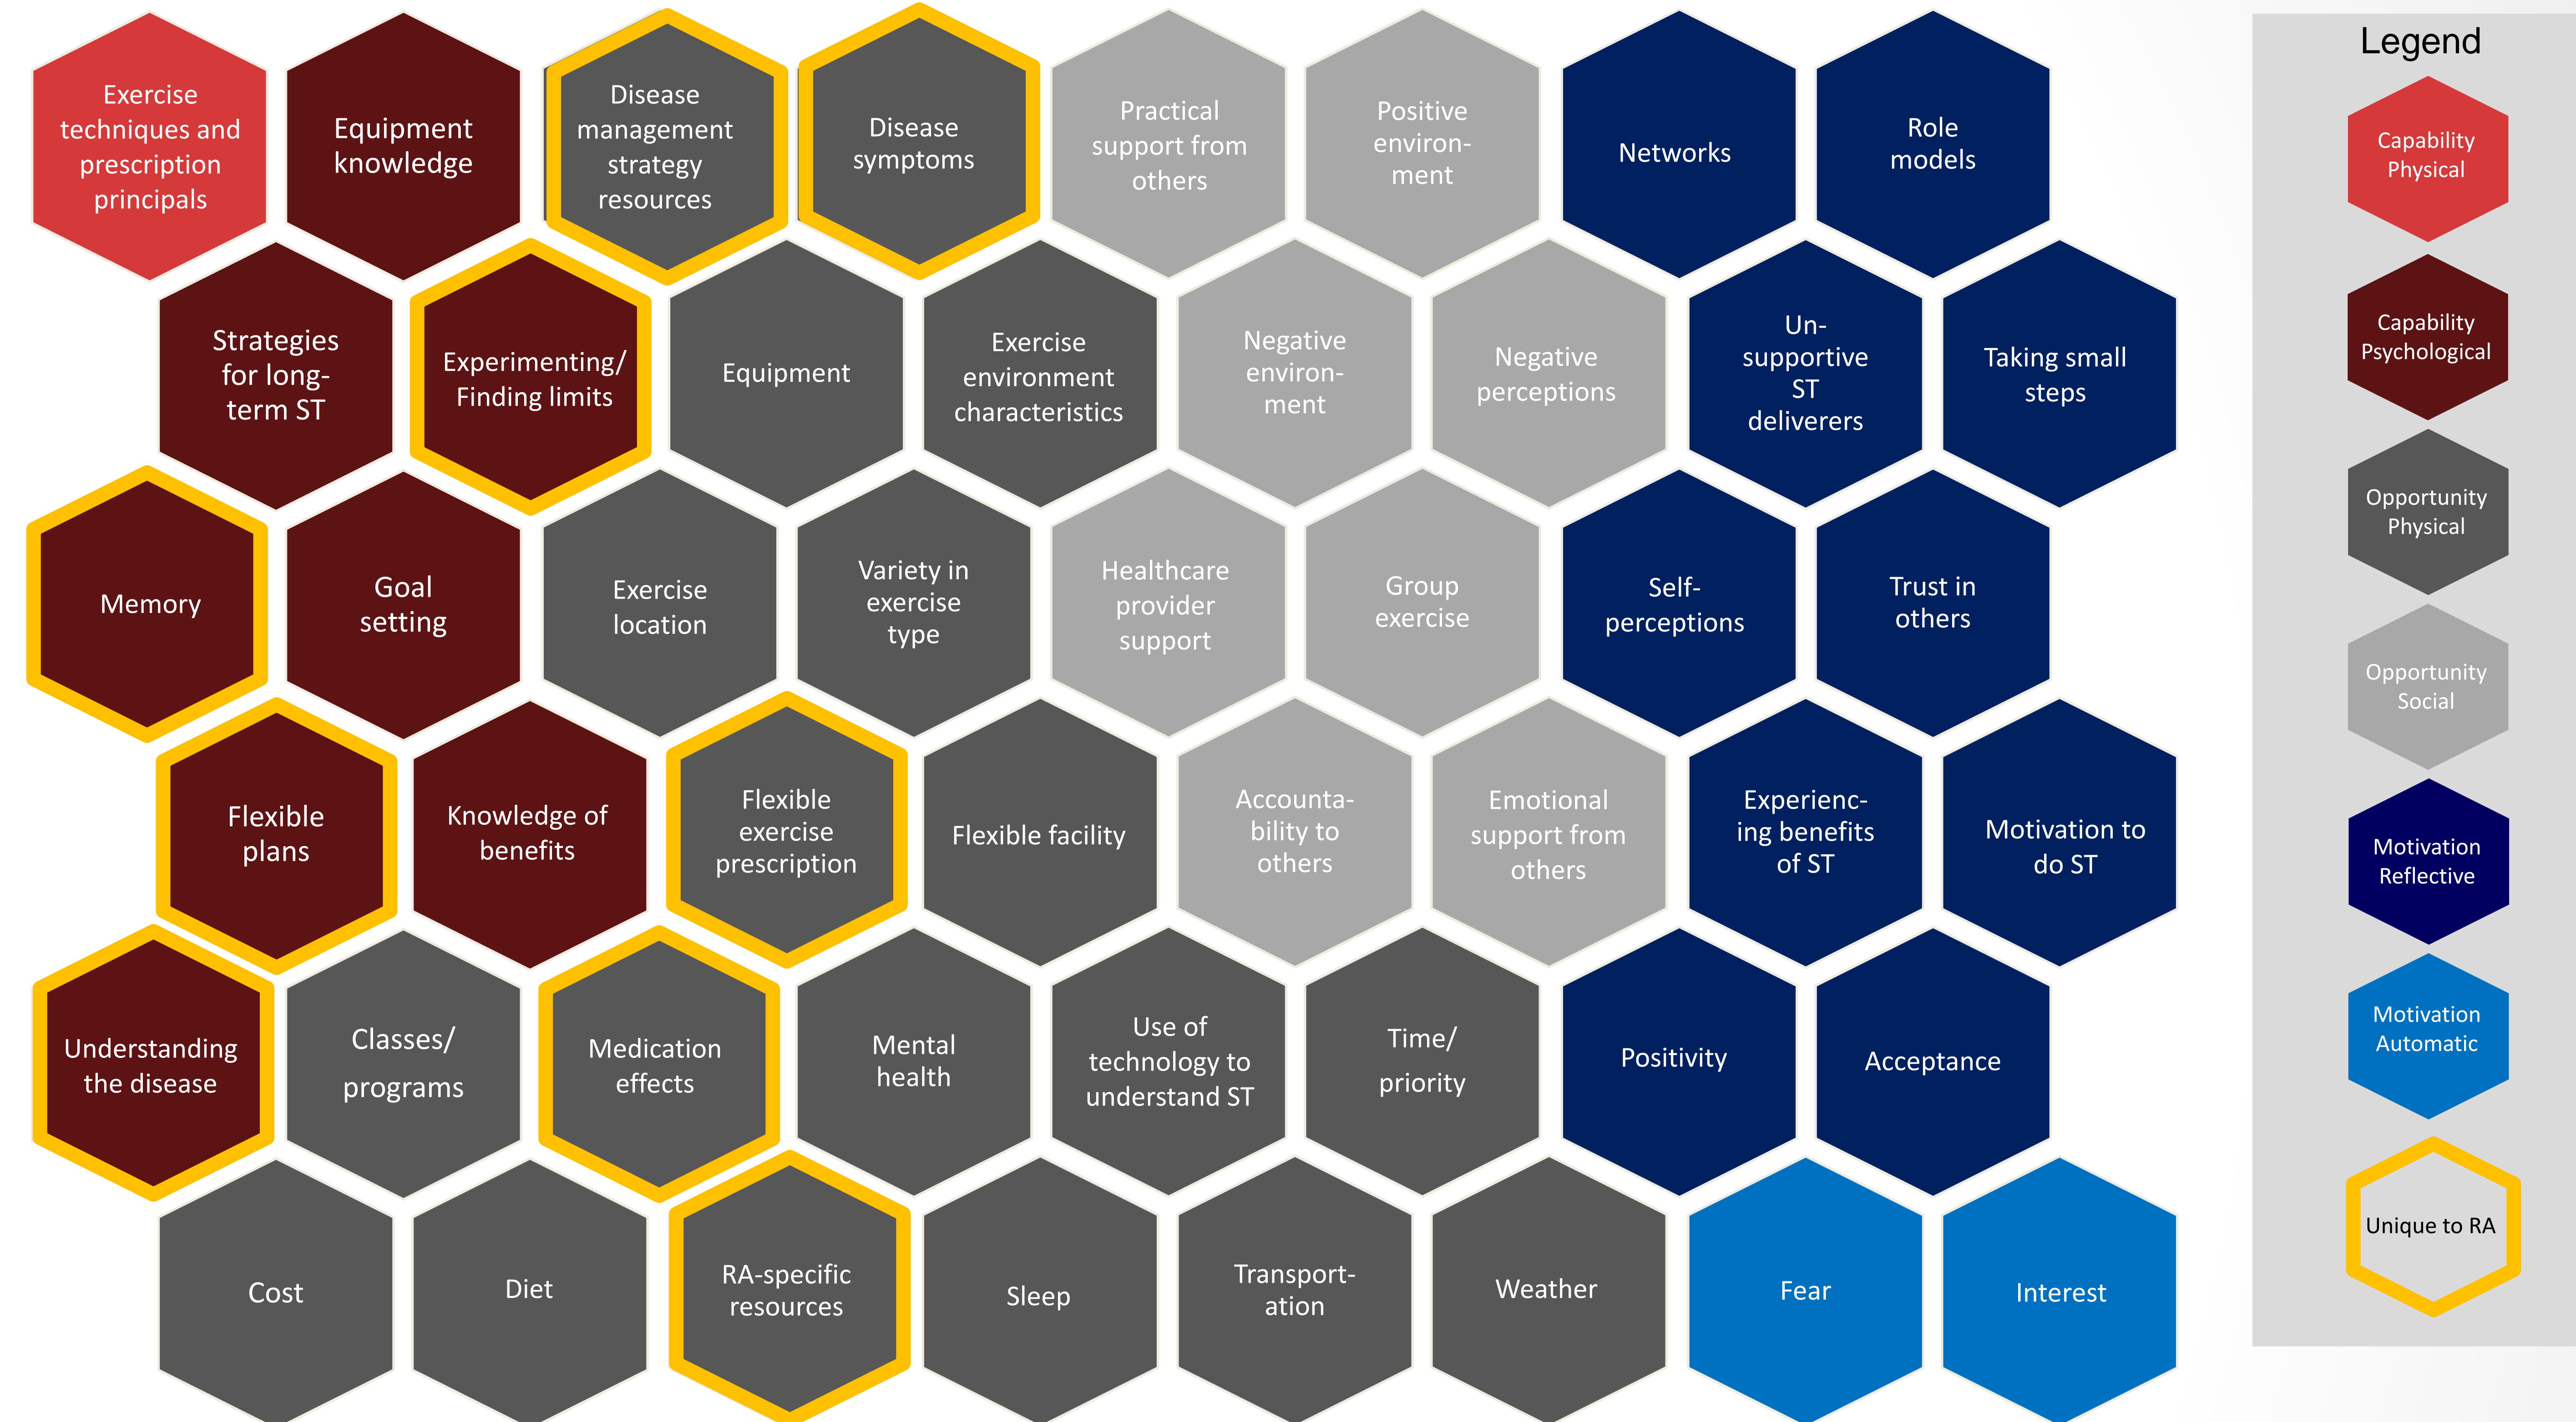 Exercise
techniques and
prescription
principals
Equipment
knowledge
Disease
management
strategy
resources
Disease
symptoms
Practical
support from
others
Positive
environ-
ment
Networks
Role
models
Strategies
for long-
term ST
Experimenting/
Finding limits
Equipment
Exercise
environment
characteristics
Negative
environ-
ment
Negative
perceptions
Un-
supportive
ST
deliverers
Taking small
steps
Memory
Goal
setting
Exercise
location
Variety in
exercise
type
Healthcare
provider
support
Group
exercise
Self-
perceptions
Trust in
others
Flexible
plans
Knowledge of
benefits
Flexible
exercise
prescription
Flexible facility
Accounta-
bility to
others
Emotional
support from
others
Experienc-
ing benefits
of ST
Motivation to
do ST
Understanding
the disease
Classes/
programs
Medication
effects
Mental
health
Use of
technology to
understand ST
Time/
priority
Positivity
Acceptance
Cost
Diet
RA-specific
resources
Sleep
Transport-
ation
Weather
Fear
Interest
Legend
Capability
Physical
Capability
Psychological
Opportunity
Physical
Opportunity
Social
Motivation
Reflective
Motivation
Automatic
Unique to RA